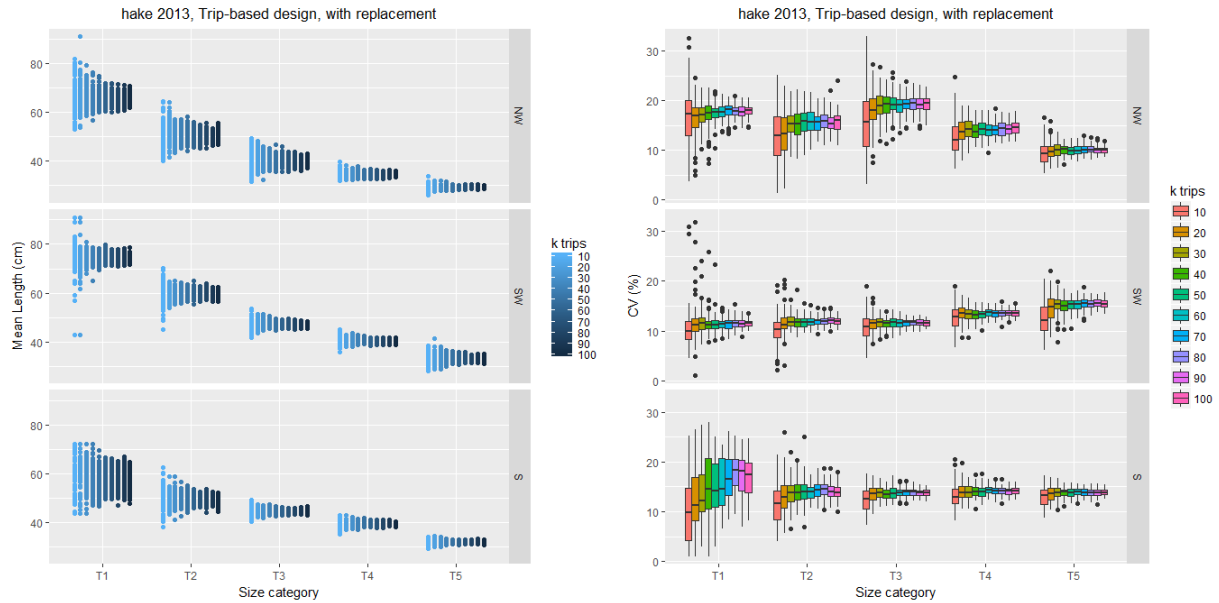 hake 2013, Trip-based design, with replacement
Mean Length (cm)
80
60
40
NW
80
60
40
SW
80
60
40
S
T1 T2 T3 T4 T5
Size category
k trips
10
20
30
40
50
60
70
80
90
100
hake 2013, Trip-based design, with replacement
CV (%)
30
20
10
0
NW
30
20
10
0
SW
30
20
10
0
S
T1 T2 T3 T4 T5
Size category
k trips
10
20
30
40
50
60
70
80
90
100